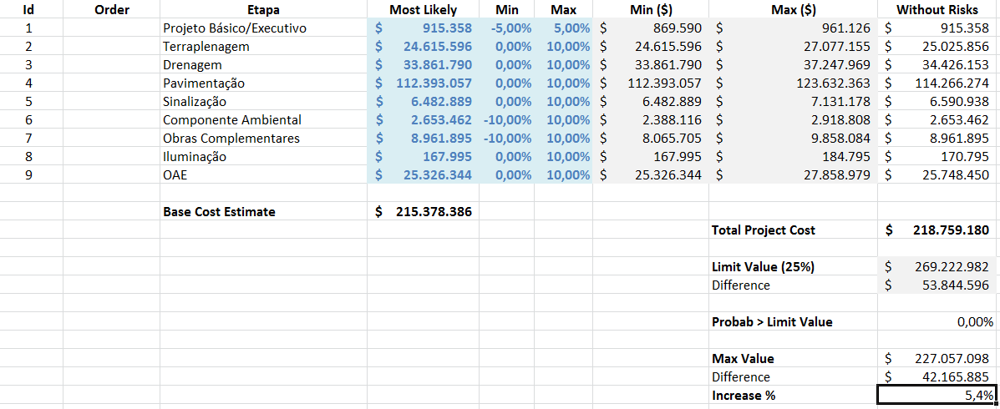 Id Order Etapa Most Likely Min Max Min ($) Max ($) Without Risks
1 Projeto Básico/Executivo $ 915.358 -5,00% 5,00% $ 869.590 $ 961.126 $ 915.358
2 Terraplenagem $ 24.615.596 0,00% 10,00% $ 24.615.596 $ 27.077.155 $ 25.025.856
3 Drenagem $ 33.861.790 0,00% 10,00% $ 33.861.790 $ 37.247.969 $ 34.426.153
4 Pavimentação $ 112.393.057 0,00% 10,00% $ 112.393.057 $ 123.632.363 $ 114.266.274
5 Sinalização $ 6.482.889 0,00% 10,00% $ 6.482.889 $ 7.131.178 $ 6.590.938
6 Componente Ambiental $ 2.653.462 -10,00% 10,00% $ 2.388.116 $ 2.918.808 $ 2.653.462
7 Obras Complementares $ 8.961.895 -10,00% 10,00% $ 8.065.705 $ 9.858.084 $ 8.961.895
8 Iluminação $ 167.995 0,00% 10,00% $ 167.995 $ 184.795 $ 170.795
9 OAE $ 25.326.344 0,00% 10,00% $ 25.326.344 $ 27.858.979 $ 25.748.450
Base Cost Estimate $ 215.378.386
Total Project Cost $ 218.759.180
Limit Value (25%) $ 269.222.982
Difference $ 53.844.596
Probab > Limit Value 0,00%
Max Value $ 227.057.098
Difference $ 42.165.885
Increase % 5,4%